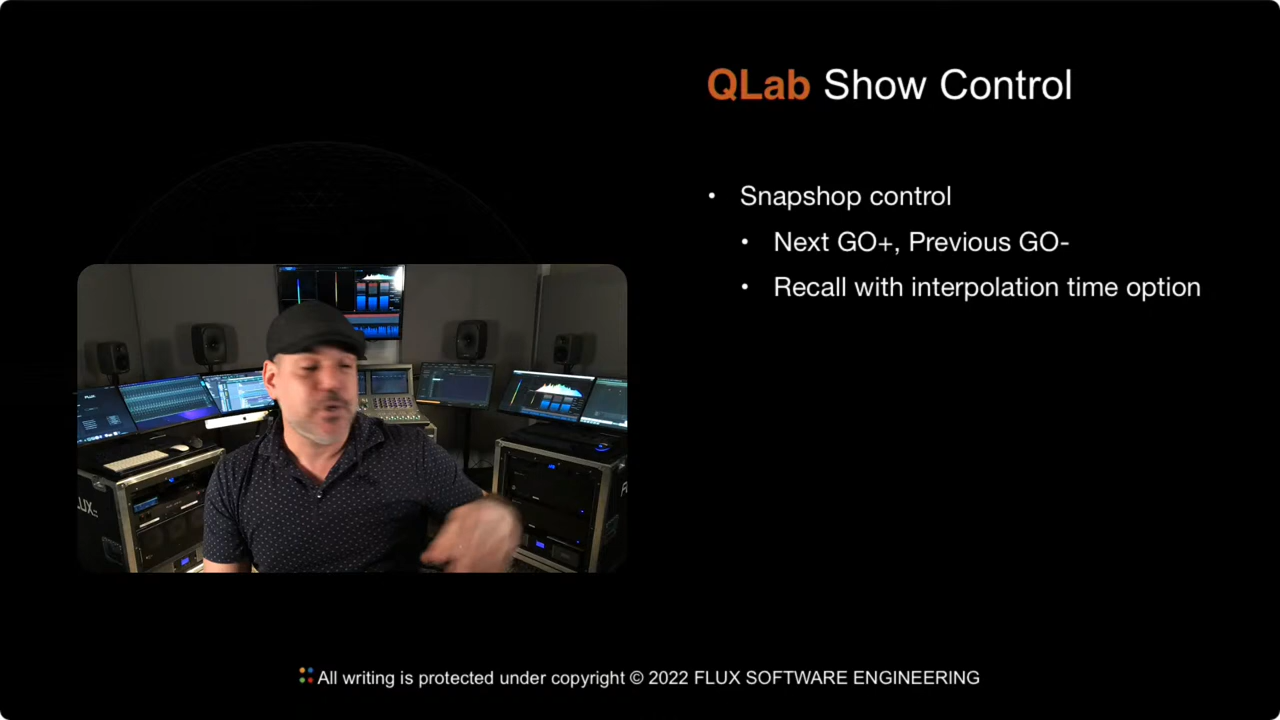 QLab Show Control
• Snapshop control
• Next GO+, Previous GO-
• Recall with interpolation time option
All writing is protected under copyright © 2022 FLUX SOFTWARE ENGINEERING